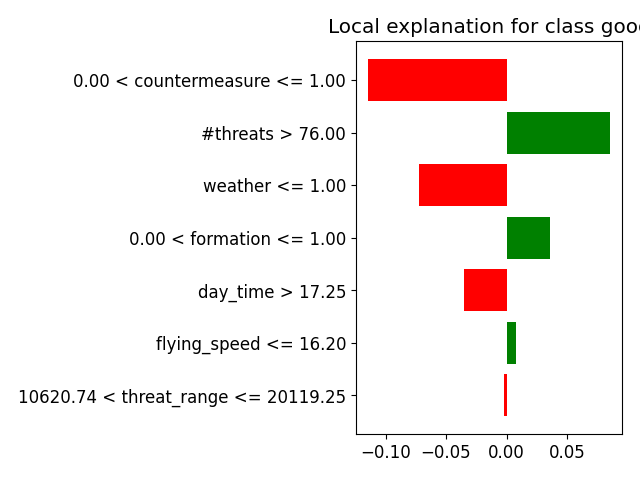 Local explanation for class goo
0.00 < countermeasure <= 1.00
#threats > 76.00
weather <= 1.00
0.00 < formation <= 1.00
day_time > 17.25
flying_speed <= 16.20
10620.74 < threat_range <= 20119.25
−0.10 −0.05 0.00 0.05